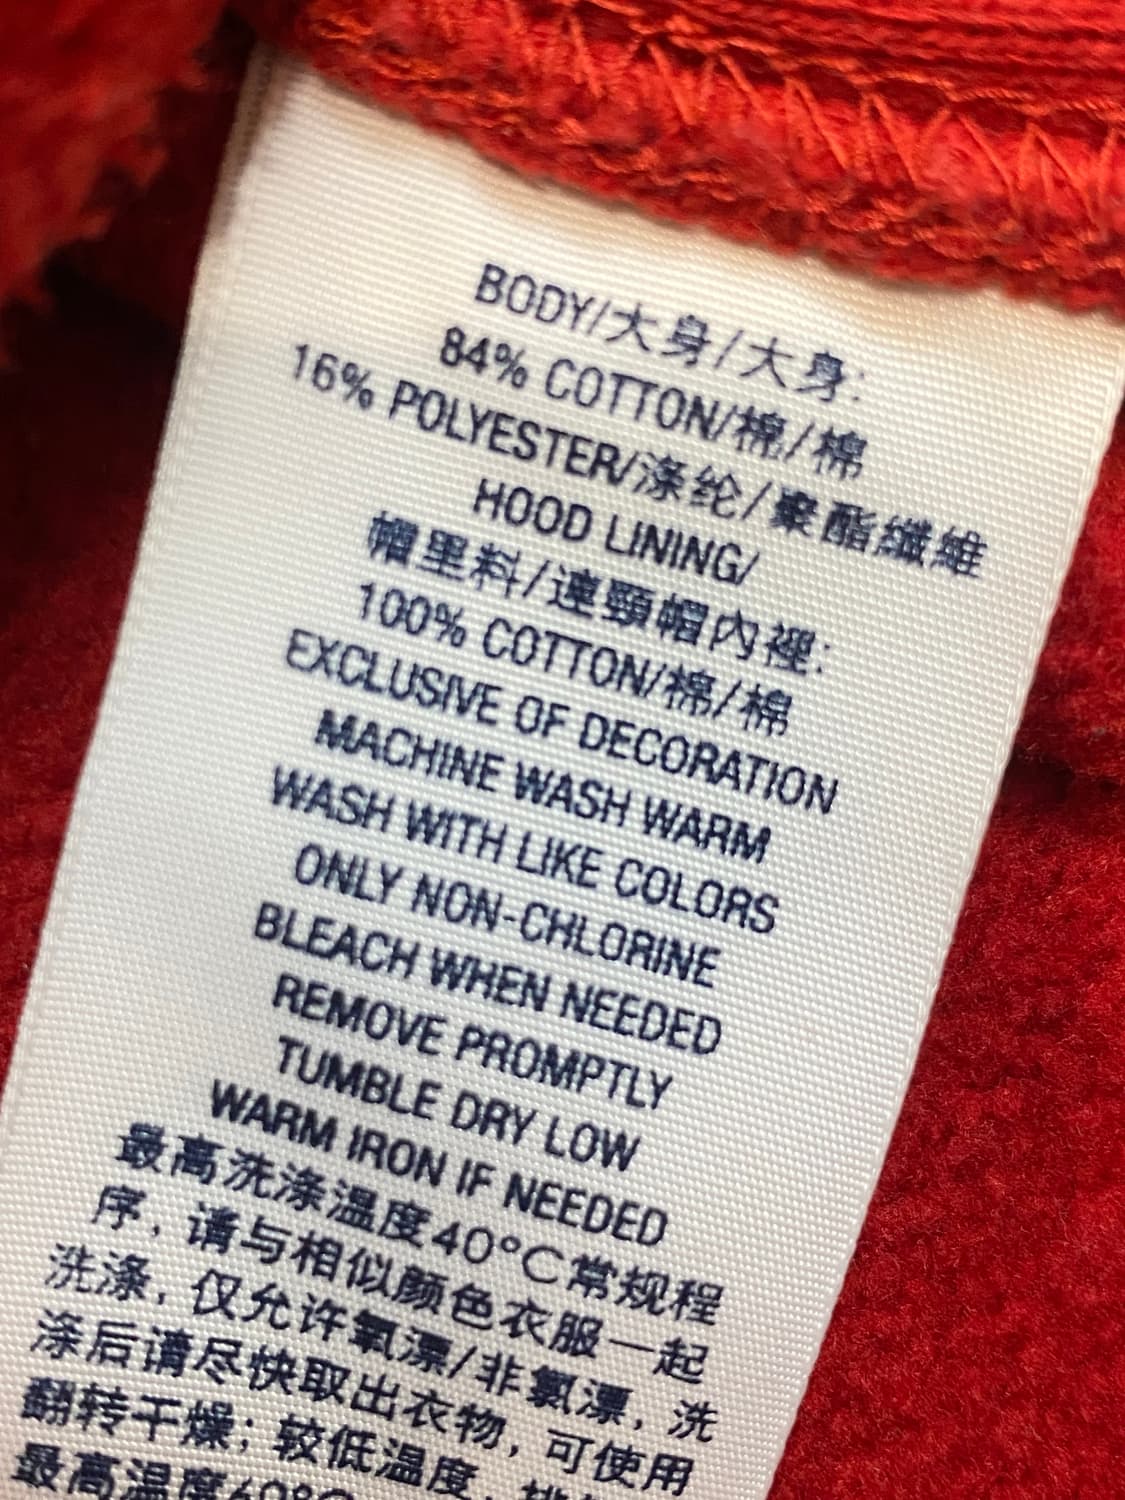 BODY/大身/大身:
84% COTTON/棉/棉
16% POLYESTER/涤纶/聚酯纖維
HOOD LINING/
帽里料/連頸帽內裡:
100% COTTON/棉/棉
EXCLUSIVE OF DECORATION
MACHINE WASH WARM
WASH WITH LIKE COLORS
ONLY NON-CHLORINE
BLEACH WHEN NEEDED
REMOVE PROMPTLY
TUMBLE DRY LOW
WARM IRON IF NEEDED
最高洗涤温度40°C常规程
序, 请与相似颜色衣服一起
洗涤, 仅允许氧漂/非氯漂, 洗
涤后请尽快取出衣物, 可使用
翻转干燥; 较低温度,
最高温度